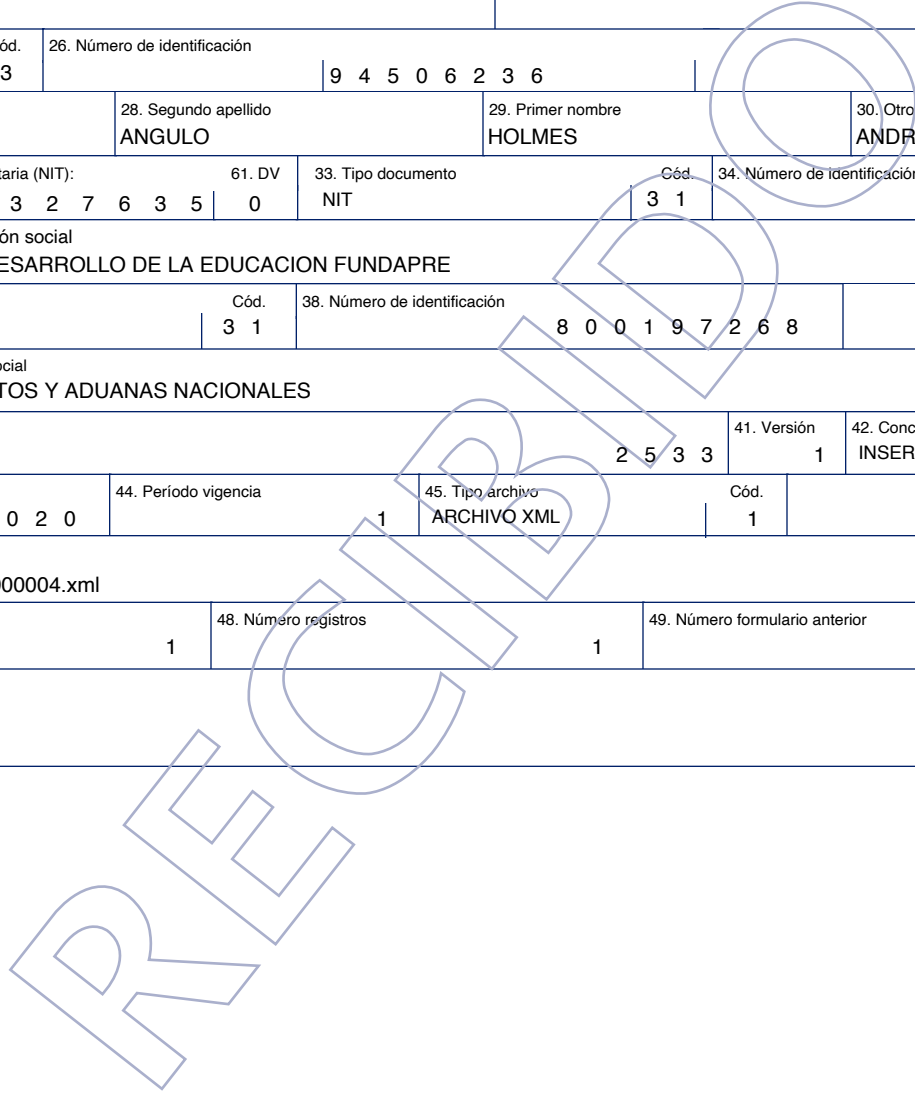 ód. 26. Número de identificación
3 9 4 5 0 6 2 3 6
28. Segundo apellido 29. Primer nombre 30. Otro
ANGULO HOLMES ANDR
taria (NIT): 61. DV 33. Tipo documento Cód. 34. Número de identificación
3 2 7 6 3 5 0 NIT 3 1
ón social
ESARROLLO DE LA EDUCACION FUNDAPRE
Cód. 38. Número de identificación
3 1 8 0 0 1 9 7 2 6 8
ocial
TOS Y ADUANAS NACIONALES
41. Versión 42. Conc
2 5 3 3 1 INSER
44. Período vigencia 45. Tipo archivo Cód.
0 2 0 1 ARCHIVO XML 1
00004.xml
48. Número registros 49. Número formulario anterior
1 1
RECIBIDO